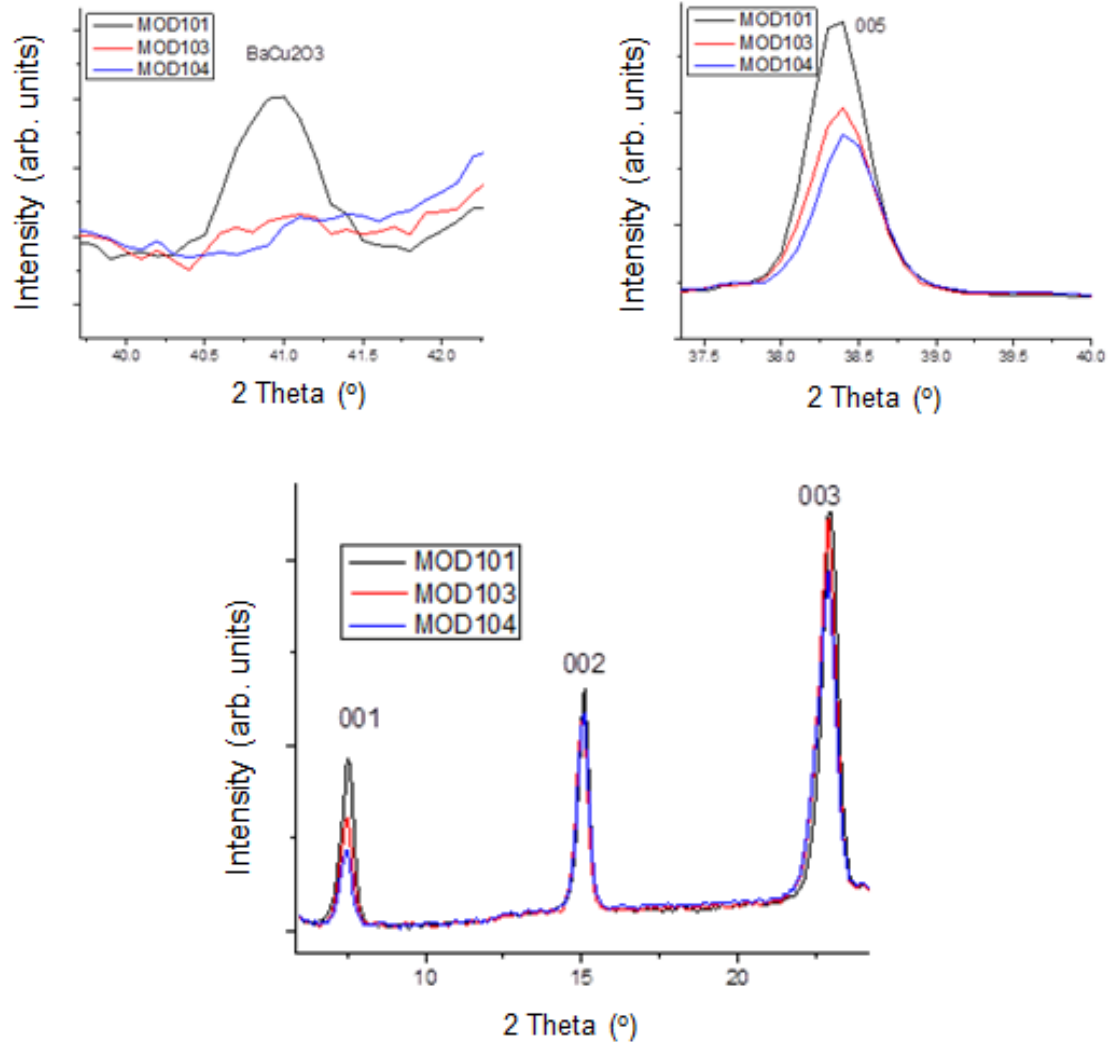 MOD101
MOD103
MOD104
BaCu2O3
Intensity (arb. units)
40.0 40.5 41.0 41.5 42.0
2 Theta (º)
MOD101
MOD103
MOD104
005
Intensity (arb. units)
37.5 38.0 38.5 39.0 39.5 40.0
2 Theta (º)
MOD101
MOD103
MOD104
001
002
003
Intensity (arb. units)
10 15 20
2 Theta (º)